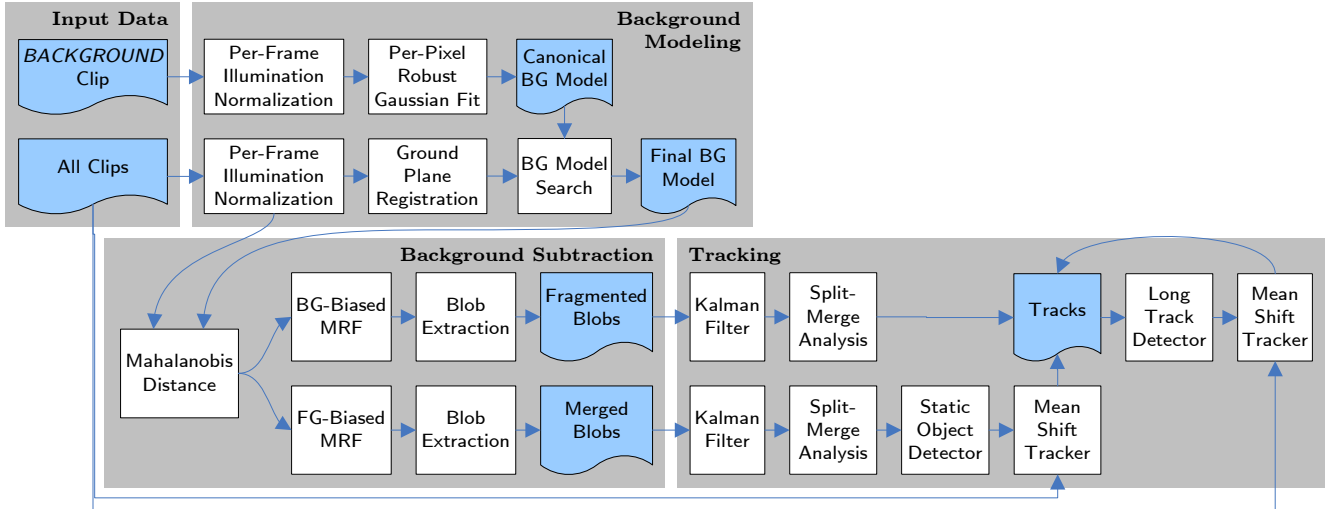 Input Data
BACKGROUND
Clip
All Clips
Background
Modeling
Per-Frame
Illumination
Normalization
Per-Pixel
Robust
Gaussian Fit
Canonical
BG Model
Per-Frame
Illumination
Normalization
Ground
Plane
Registration
BG Model
Search
Final BG
Model
Background Subtraction
Mahalanobis
Distance
BG-Biased
MRF
Blob
Extraction
Fragmented
Blobs
FG-Biased
MRF
Blob
Extraction
Merged
Blobs
Tracking
Kalman
Filter
Split-
Merge
Analysis
Tracks
Long
Track
Detector
Mean
Shift
Tracker
Kalman
Filter
Split-
Merge
Analysis
Static
Object
Detector
Mean
Shift
Tracker